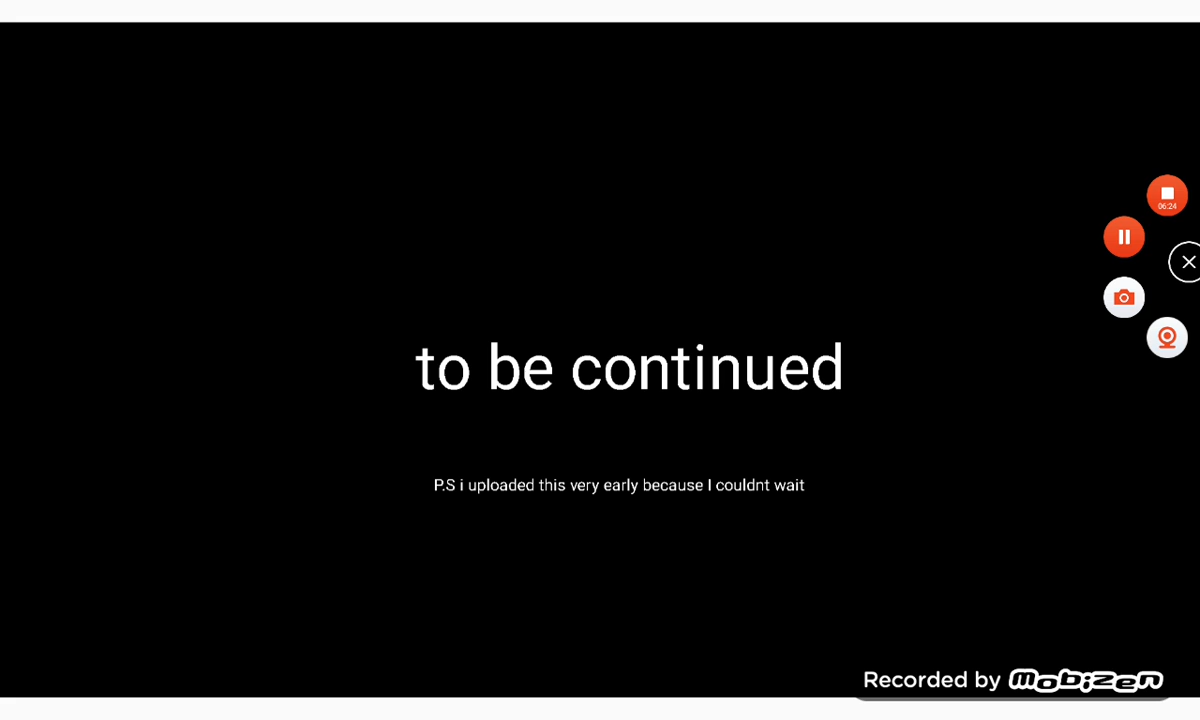 06:24
to be continued
P.S i uploaded this very early because I couldnt wait
Recorded by mobizen